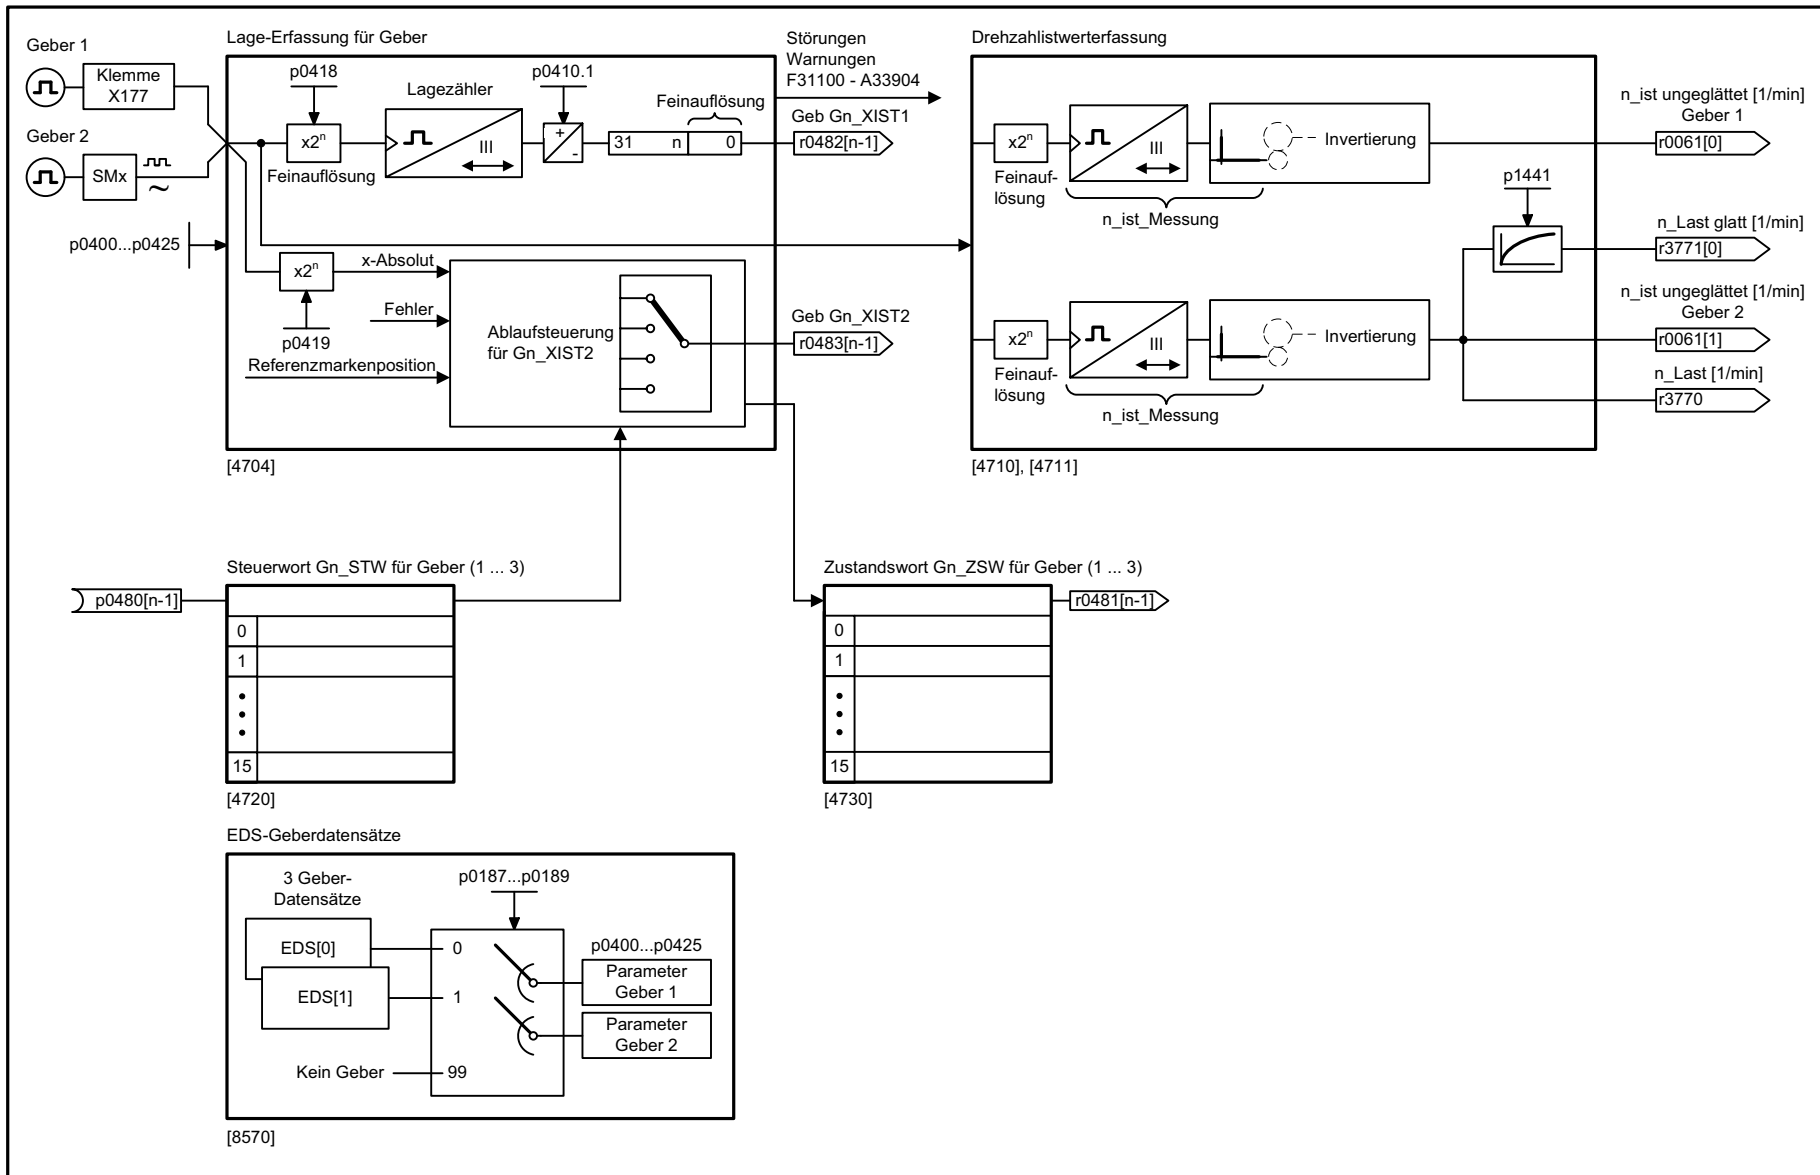 Geber 1
Klemme
X177
Geber 2
SMx
~
p0400...p0425
Lage-Erfassung für Geber
p0418
x2ⁿ
Feinauflösung
Lagezähler
III
p0410.1
+
-
Feinauflösung
31 n 0
Störungen
Warnungen
F31100 - A33904
Geb Gn_XIST1
r0482[n-1]
x2ⁿ
p0419
x-Absolut
Fehler
Referenzmarkenposition
Ablaufsteuerung
für Gn_XIST2
Geb Gn_XIST2
r0483[n-1]
[4704]
Drehzahlistwerterfassung
x2ⁿ
Feinauf-
lösung
III
n_ist_Messung
Invertierung
n_ist ungeglättet [1/min]
Geber 1
r0061[0]
p1441
n_Last glatt [1/min]
r3771[0]
x2ⁿ
Feinauf-
lösung
III
n_ist_Messung
Invertierung
n_ist ungeglättet [1/min]
Geber 2
r0061[1]
n_Last [1/min]
r3770
[4710], [4711]
Steuerwort Gn_STW für Geber (1 ... 3)
p0480[n-1]
0
1
15
[4720]
Zustandswort Gn_ZSW für Geber (1 ... 3)
r0481[n-1]
0
1
15
[4730]
EDS-Geberdatensätze
3 Geber-
Datensätze
p0187...p0189
EDS[0]
0
EDS[1]
1
Kein Geber
99
p0400...p0425
Parameter
Geber 1
Parameter
Geber 2
[8570]